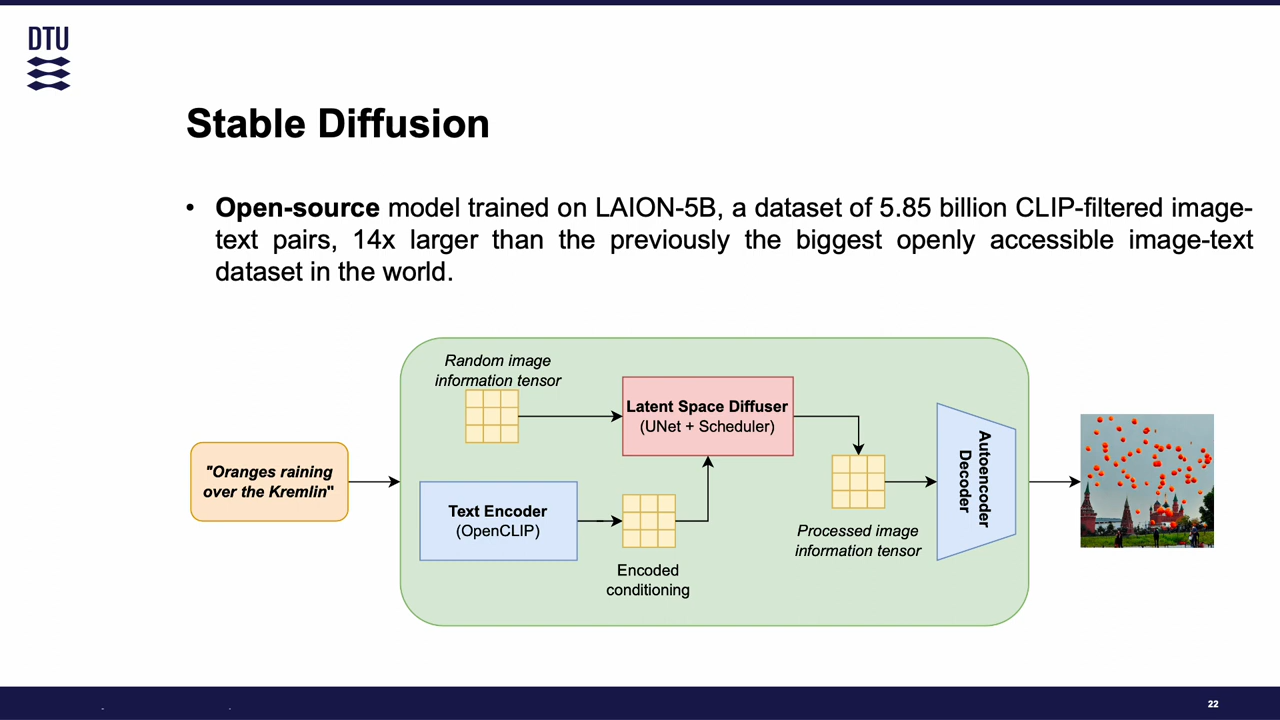 DTU
Stable Diffusion
• Open-source model trained on LAION-5B, a dataset of 5.85 billion CLIP-filtered image-
text pairs, 14x larger than the previously the biggest openly accessible image-text
dataset in the world.
Random image
information tensor
Latent Space Diffuser
(UNet + Scheduler)
"Oranges raining
over the Kremlin"
Text Encoder
(OpenCLIP)
Encoded
conditioning
Processed image
information tensor
Autoencoder
Decoder
22